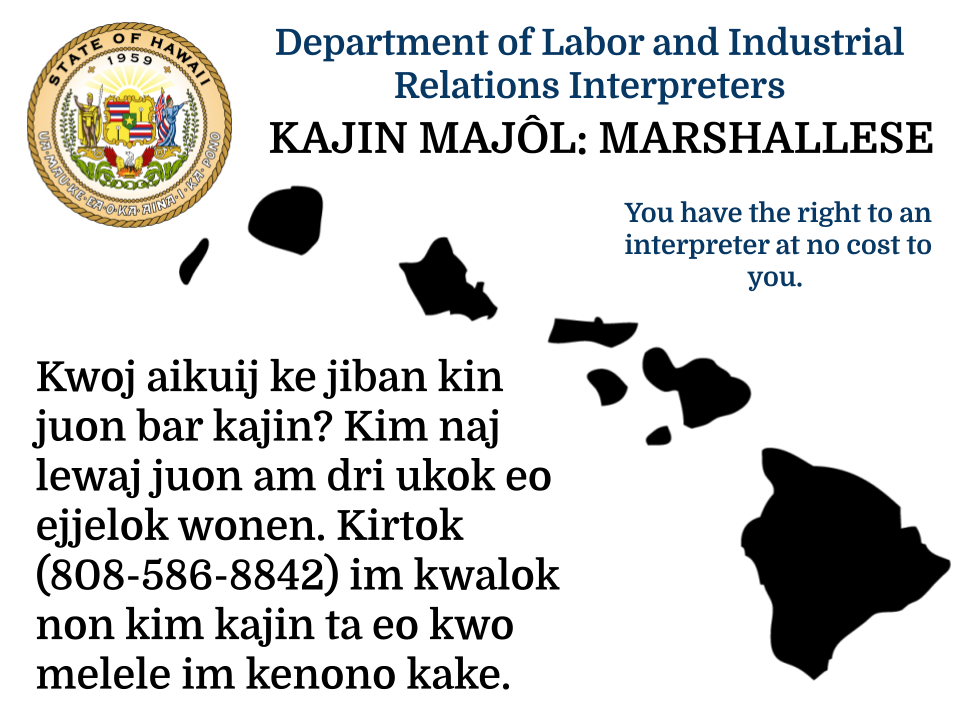 STATE OF HAWAII
1959
UA·MAU·KE·EA·O·KA·AINA·I·KA·PONO
Department of Labor and Industrial
Relations Interpreters
KAJIN MAJÔL: MARSHALLESE
You have the right to an
interpreter at no cost to
you.
Kwoj aikuij ke jiban kin
juon bar kajin? Kim naj
lewaj juon am dri ukok eo
ejjelok wonen. Kirtok
(808-586-8842) im kwalok
non kim kajin ta eo kwo
melele im kenono kake.